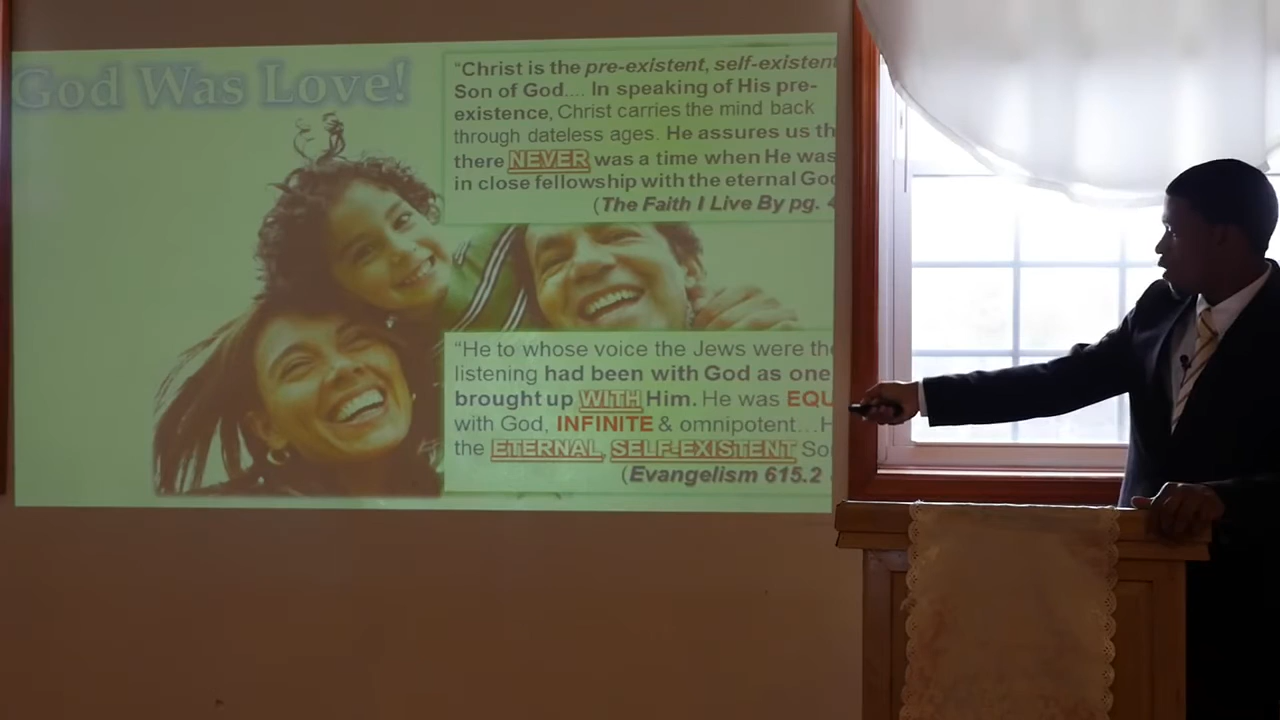 God Was Love!
“Christ is the pre-existent, self-existent
Son of God.... In speaking of His pre-
existence, Christ carries the mind back
through dateless ages. He assures us th
there NEVER was a time when He was
in close fellowship with the eternal God
(The Faith I Live By pg. 4
“He to whose voice the Jews were the
listening had been with God as one
brought up WITH Him. He was EQU
with God, INFINITE & omnipotent…H
the ETERNAL, SELF-EXISTENT So
(Evangelism 615.2